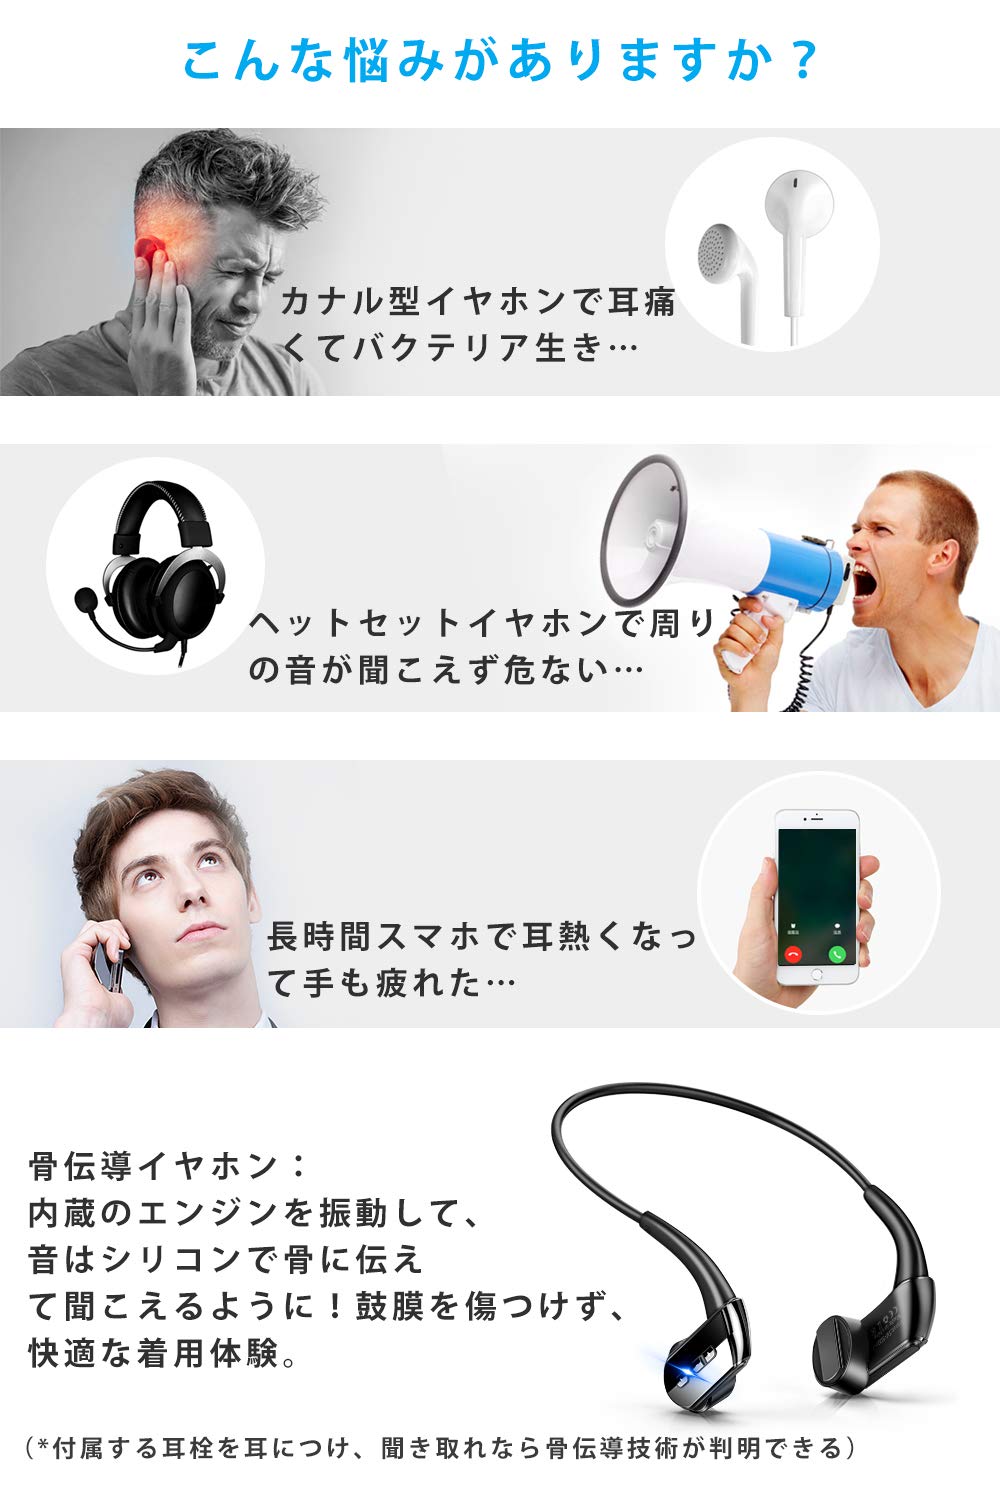 こんな悩みがありますか？
カナル型イヤホンで耳痛
くてバクテリア生き…
ヘットセットイヤホンで周り
の音が聞こえず危ない…
長時間スマホで耳熱くなっ
て手も疲れた…
骨伝導イヤホン：
内蔵のエンジンを振動して、
音はシリコンで骨に伝え
て聞こえるように！鼓膜を傷つけず、
快適な着用体験。
（*付属する耳栓を耳につけ、聞き取れなら骨伝導技術が判明できる）